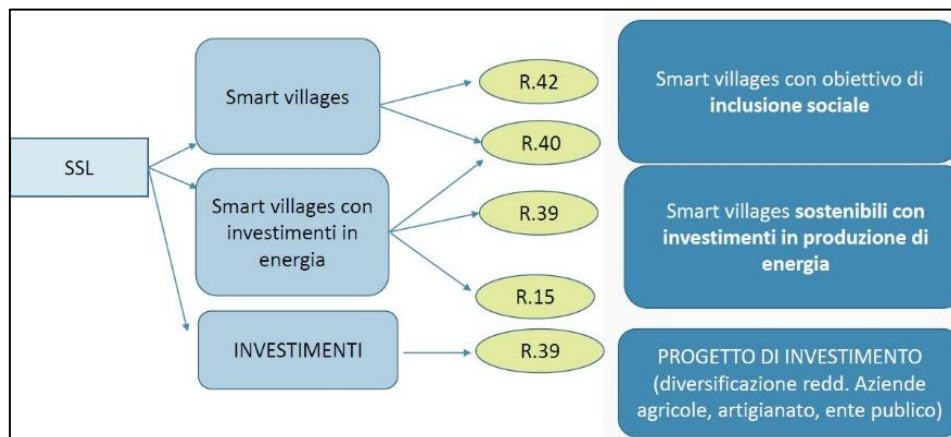 SSL
Smart villages
Smart villages con
investimenti in
energia
INVESTIMENTI
R.42
R.40
R.39
R.15
R.39
Smart villages con obiettivo di
inclusione sociale
Smart villages sostenibili con
investimenti in produzione di
energia
PROGETTO DI INVESTIMENTO
(diversificazione redd. Aziende
agricole, artigianato, ente publico)